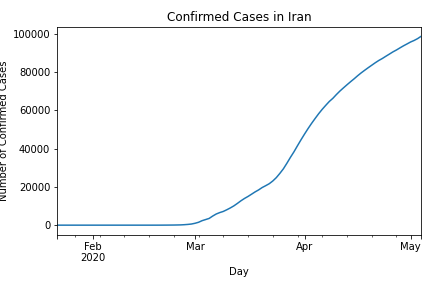 Confirmed Cases in Iran
100000
80000
60000
40000
20000
0
Number of Confirmed Cases
Feb
2020
Mar
Apr
May
Day